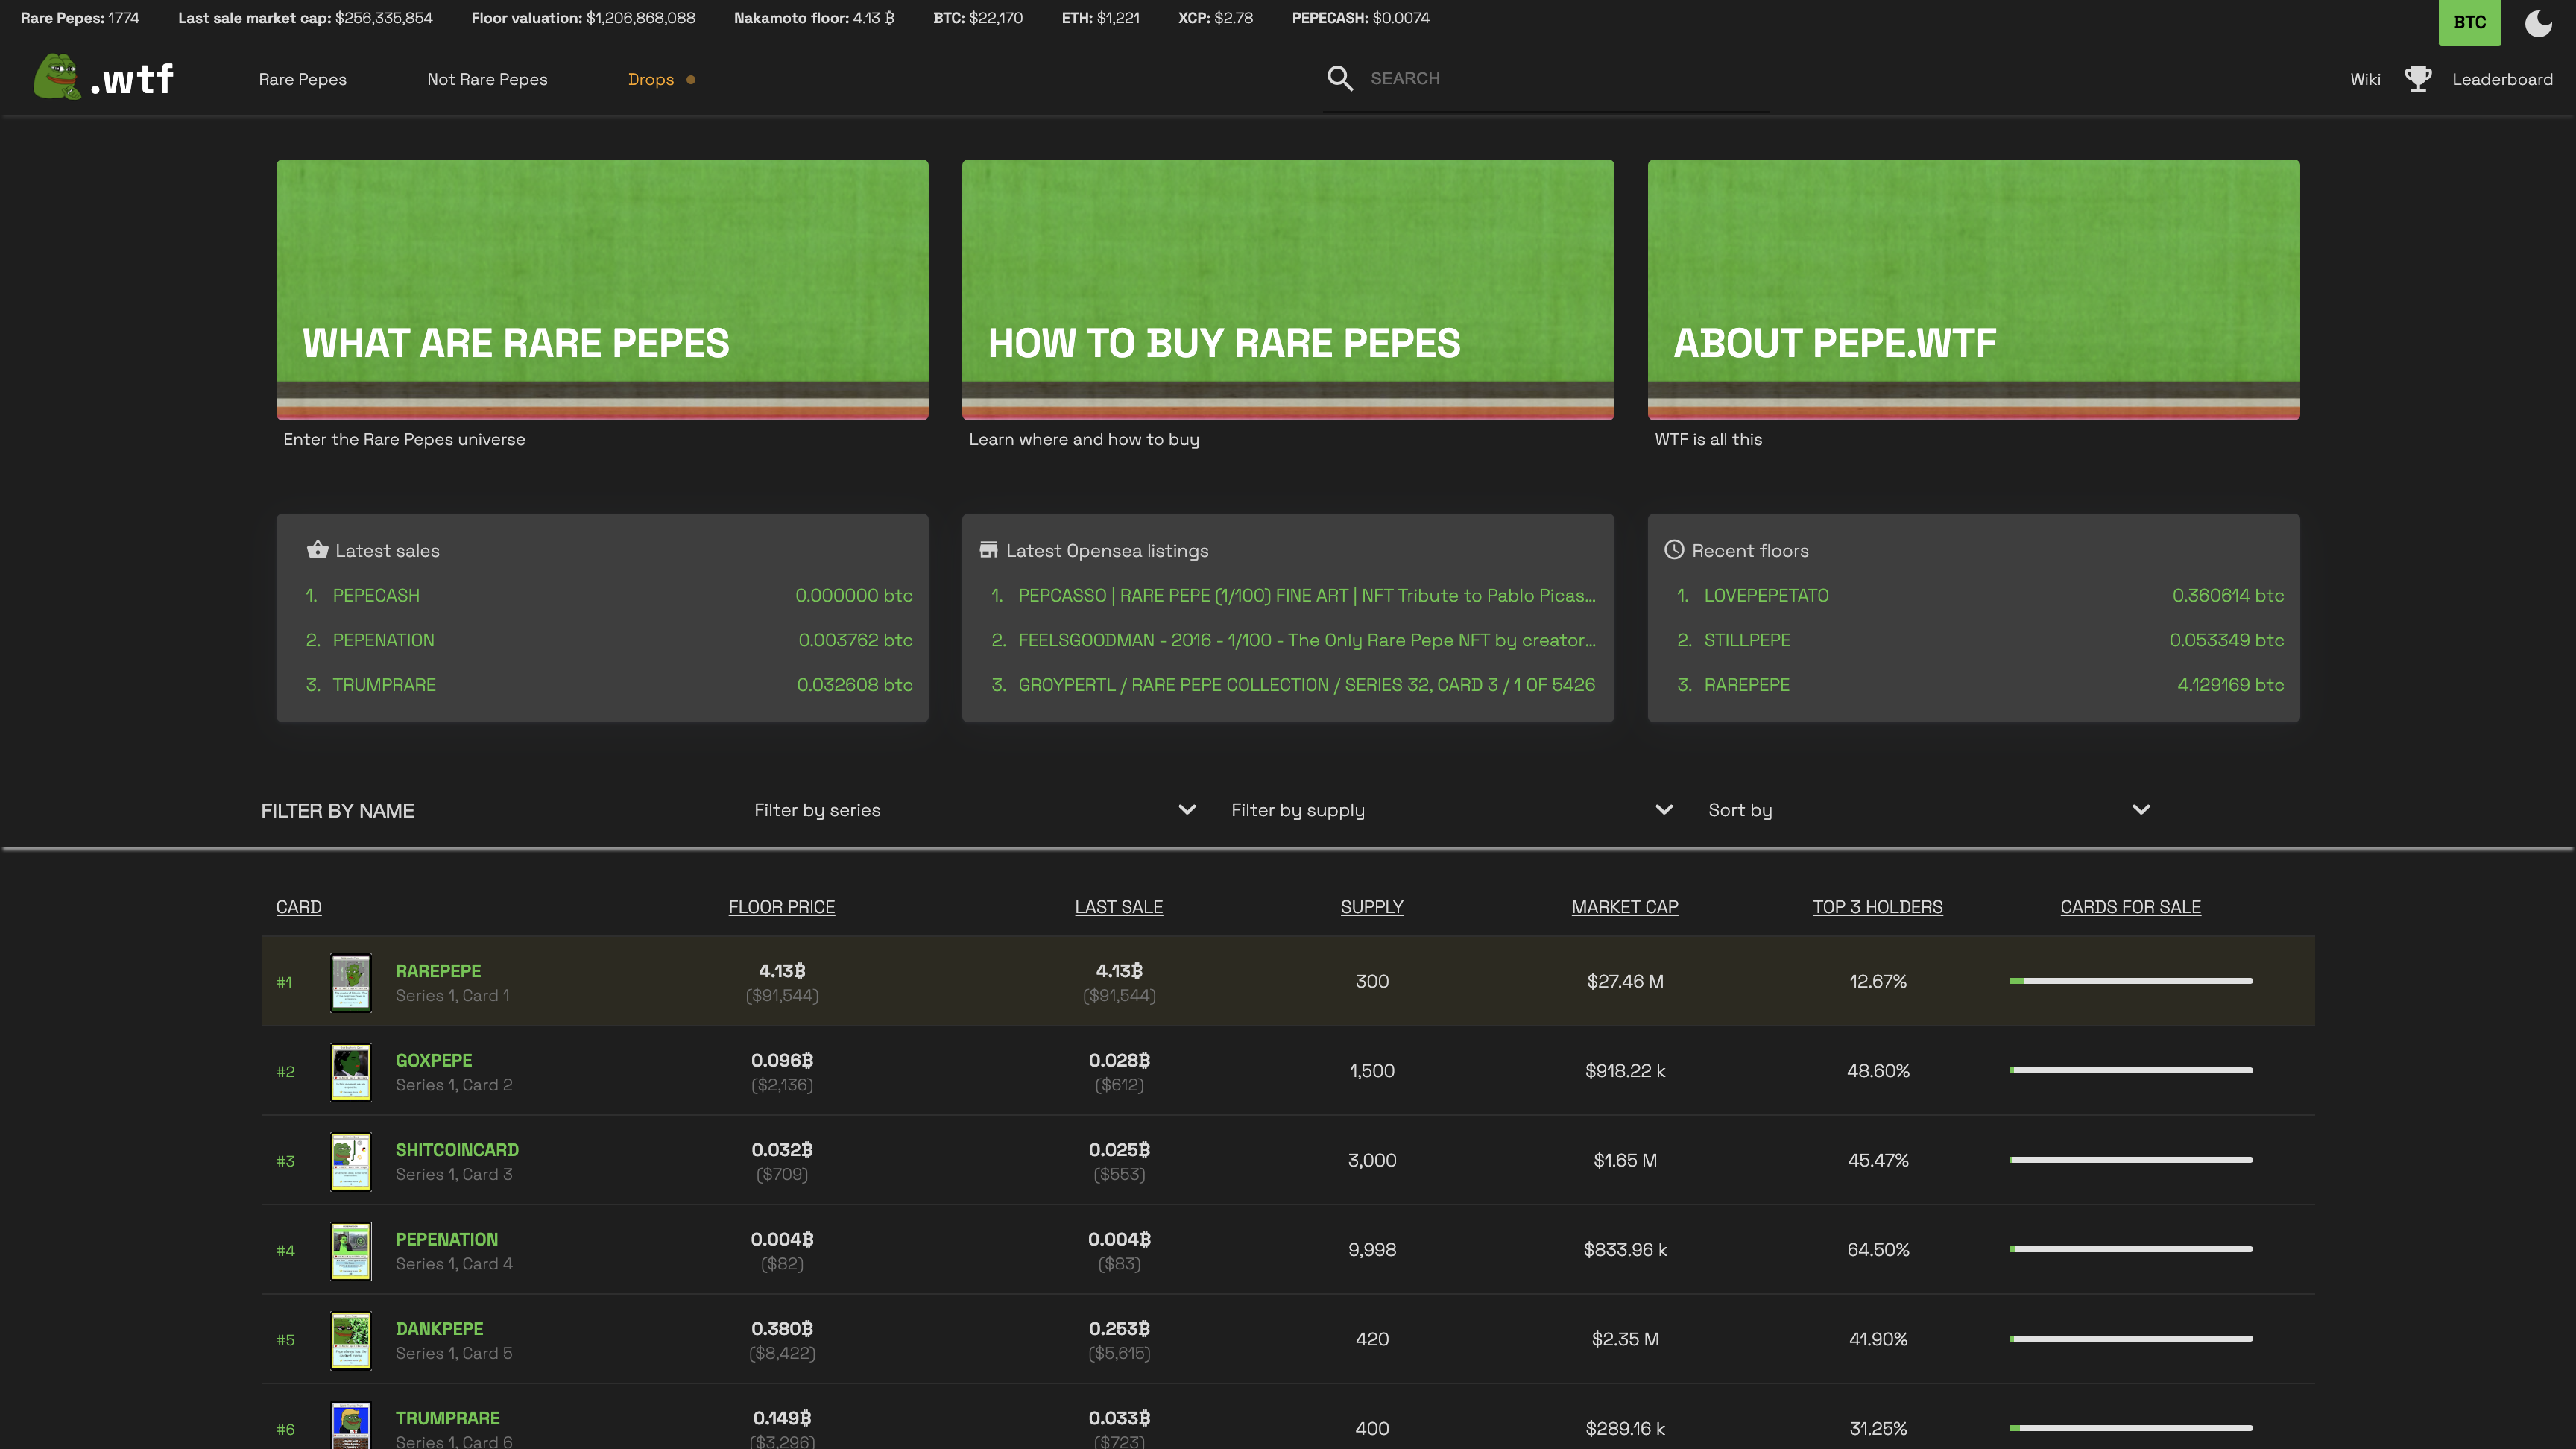 Rare Pepes: 1774 Last sale market cap: $256,335,854 Floor valuation: $1,206,868,088 Nakamoto floor: 4.13 ₿ BTC: $22,170 ETH: $1,221 XCP: $2.78 PEPECASH: $0.0074 BTC
.wtf Rare Pepes Not Rare Pepes Drops SEARCH Wiki Leaderboard
WHAT ARE RARE PEPES
Enter the Rare Pepes universe
HOW TO BUY RARE PEPES
Learn where and how to buy
ABOUT PEPE.WTF
WTF is all this
Latest sales
1. PEPECASH 0.000000 btc
2. PEPENATION 0.003762 btc
3. TRUMPRARE 0.032608 btc
Latest Opensea listings
1. PEPCASSO | RARE PEPE (1/100) FINE ART | NFT Tribute to Pablo Picas...
2. FEELSGOODMAN - 2016 - 1/100 - The Only Rare Pepe NFT by creator...
3. GROYPERTL / RARE PEPE COLLECTION / SERIES 32, CARD 3 / 1 OF 5426
Recent floors
1. LOVEPEPETATO 0.360614 btc
2. STILLPEPE 0.053349 btc
3. RAREPEPE 4.129169 btc
FILTER BY NAME Filter by series Filter by supply Sort by
CARD FLOOR PRICE LAST SALE SUPPLY MARKET CAP TOP 3 HOLDERS CARDS FOR SALE
#1 RAREPEPE 4.13₿ 4.13₿ 300 $27.46 M 12.67%
Series 1, Card 1 ($91,544) ($91,544)
#2 GOXPEPE 0.096₿ 0.028₿ 1,500 $918.22 k 48.60%
Series 1, Card 2 ($2,136) ($612)
#3 SHITCOINCARD 0.032₿ 0.025₿ 3,000 $1.65 M 45.47%
Series 1, Card 3 ($709) ($553)
#4 PEPENATION 0.004₿ 0.004₿ 9,998 $833.96 k 64.50%
Series 1, Card 4 ($82) ($83)
#5 DANKPEPE 0.380₿ 0.253₿ 420 $2.35 M 41.90%
Series 1, Card 5 ($8,422) ($5,615)
#6 TRUMPRARE 0.149₿ 0.033₿ 400 $289.16 k 31.25%
Series 1, Card 6 ($3,296) ($723)